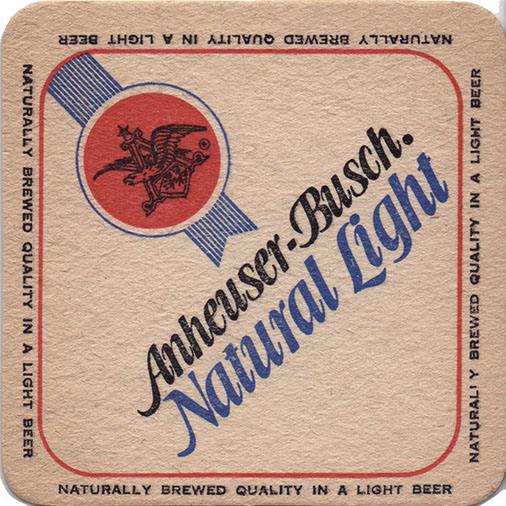 NATURALLY BREWED QUALITY IN A LIGHT BEER
NATURALLY BREWED QUALITY IN A LIGHT BEER
NATURALLY BREWED QUALITY IN A LIGHT BEER
®
Anheuser-Busch.
Natural Light
NATURALLY BREWED QUALITY IN A LIGHT BEER